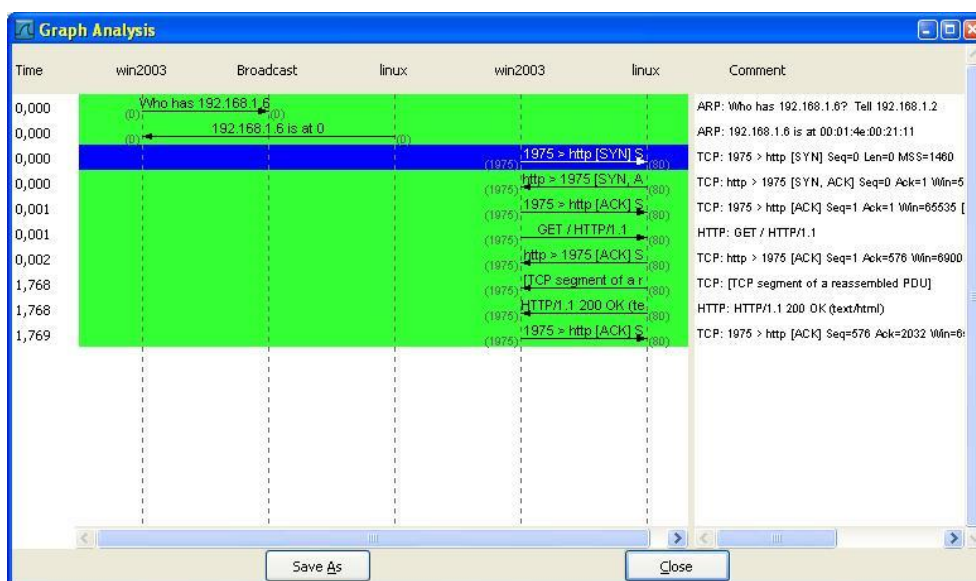 Graph Analysis
Time win2003 Broadcast linux win2003 linux Comment
0,000 Who has 192.168.1.6 (0) (0) ARP: Who has 192.168.1.6? Tell 192.168.1.2
0,000 192.168.1.6 is at 0 (0) (0) ARP: 192.168.1.6 is at 00:01:4e:00:21:11
0,000 1975 > http [SYN] S (1975) (80) TCP: 1975 > http [SYN] Seq=0 Len=0 MSS=1460
0,000 http > 1975 [SYN, A (1975) (80) TCP: http > 1975 [SYN, ACK] Seq=0 Ack=1 Win=5
0,001 1975 > http [ACK] S (1975) (80) TCP: 1975 > http [ACK] Seq=1 Ack=1 Win=65535 [
0,001 GET / HTTP/1.1 (1975) (80) HTTP: GET / HTTP/1.1
0,002 http > 1975 [ACK] S (1975) (80) TCP: http > 1975 [ACK] Seq=1 Ack=576 Win=6900
1,768 [TCP segment of a r (1975) (80) TCP: [TCP segment of a reassembled PDU]
1,768 HTTP/1.1 200 OK (te (1975) (80) HTTP: HTTP/1.1 200 OK (text/html)
1,769 1975 > http [ACK] S (1975) (80) TCP: 1975 > http [ACK] Seq=576 Ack=2032 Win=6
Save As Close